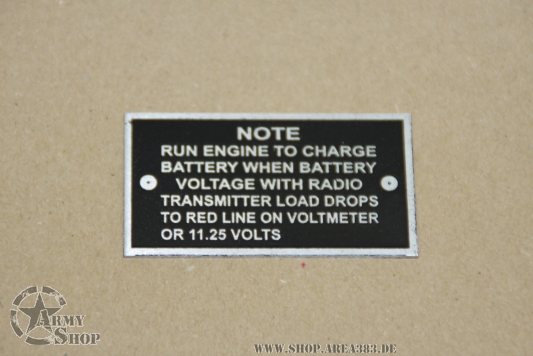 NOTE
RUN ENGINE TO CHARGE
BATTERY WHEN BATTERY
VOLTAGE WITH RADIO
TRANSMITTER LOAD DROPS
TO RED LINE ON VOLTMETER
OR 11.25 VOLTS
ARMY
SHOP
WWW.SHOP.AREA383.DE